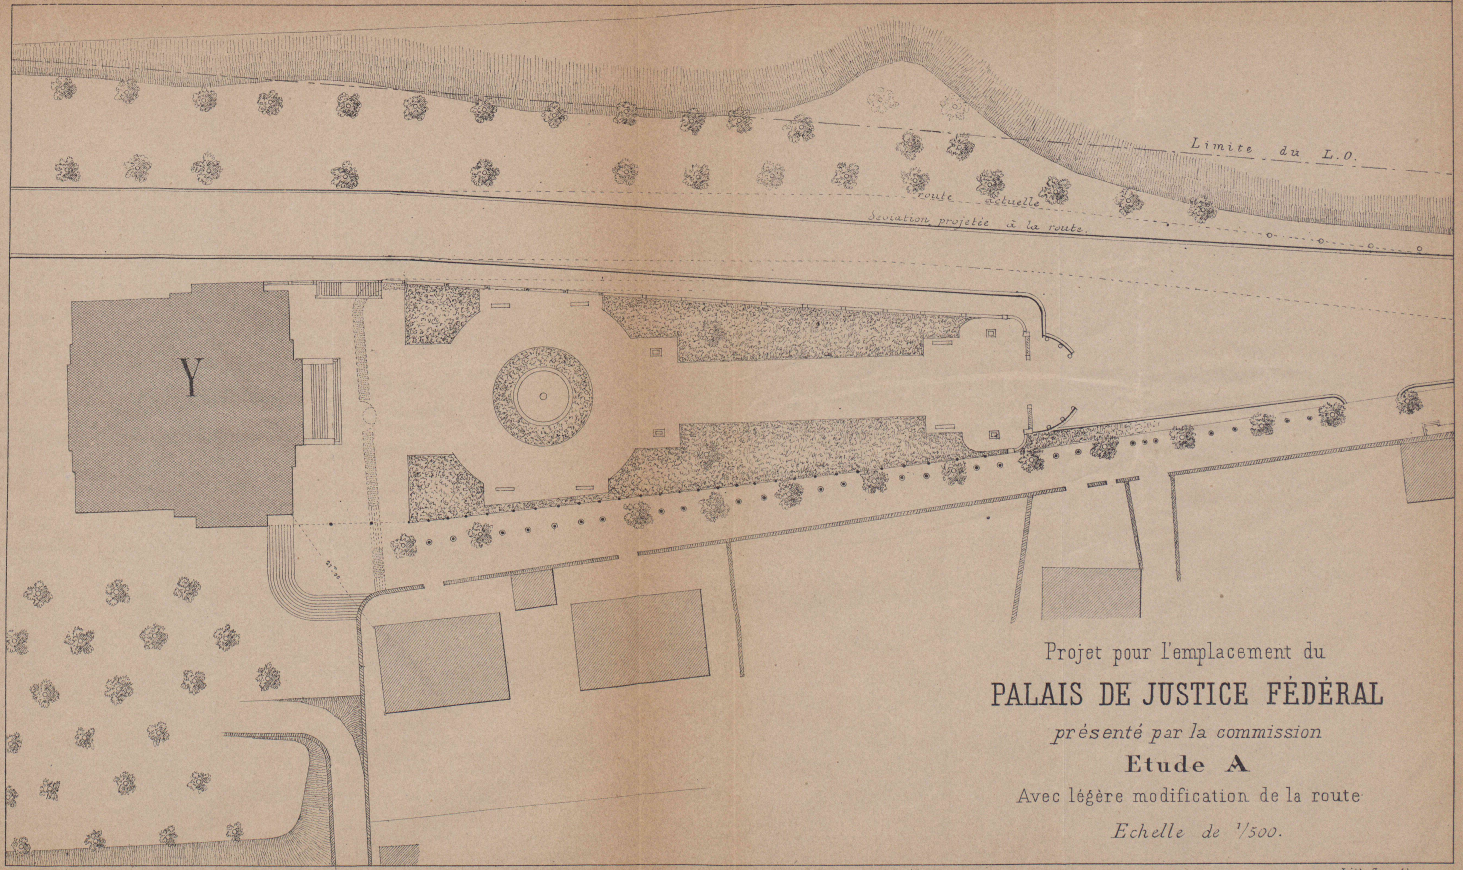 Limite du L.O.
route actuelle
déviation projetée à la route
Y
Projet pour l'emplacement du
PALAIS DE JUSTICE FÉDÉRAL
présenté par la commission
Etude A
Avec légère modification de la route
Echelle de 1/500.